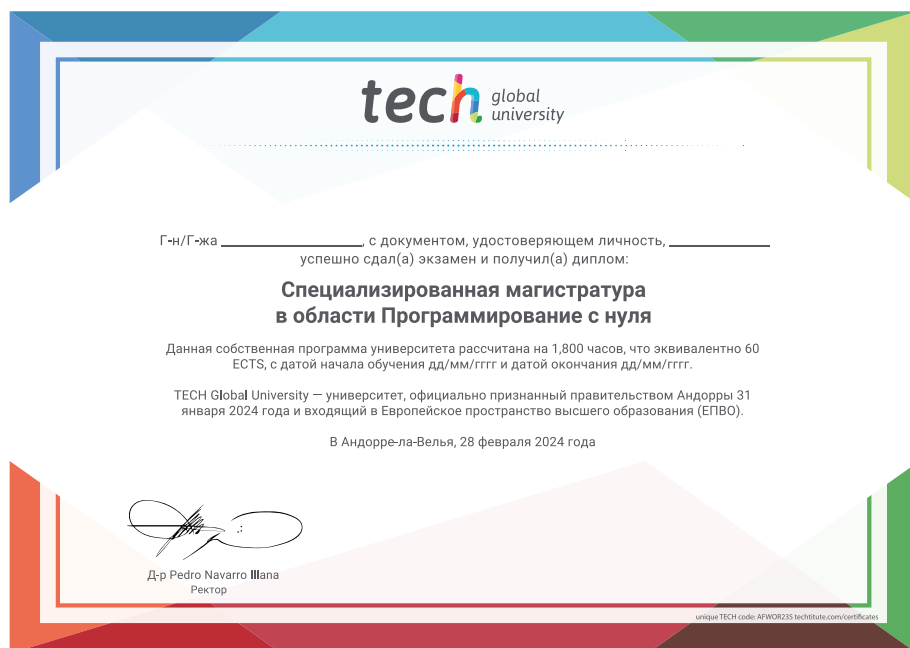 tech global
university
Г-н/Г-жа ____________________, с документом, удостоверяющем личность, ______________
успешно сдал(а) экзамен и получил(а) диплом:
Специализированная магистратура
в области Программирование с нуля
Данная собственная программа университета рассчитана на 1,800 часов, что эквивалентно 60
ECTS, с датой начала обучения дд/мм/гггг и датой окончания дд/мм/гггг.
TECH Global University — университет, официально признанный правительством Андорры 31
января 2024 года и входящий в Европейское пространство высшего образования (ЕПВО).
В Андорре-ла-Велья, 28 февраля 2024 года
Д-р Pedro Navarro Illana
Ректор
unique TECH code: AFWOR23S techtitute.com/certificates